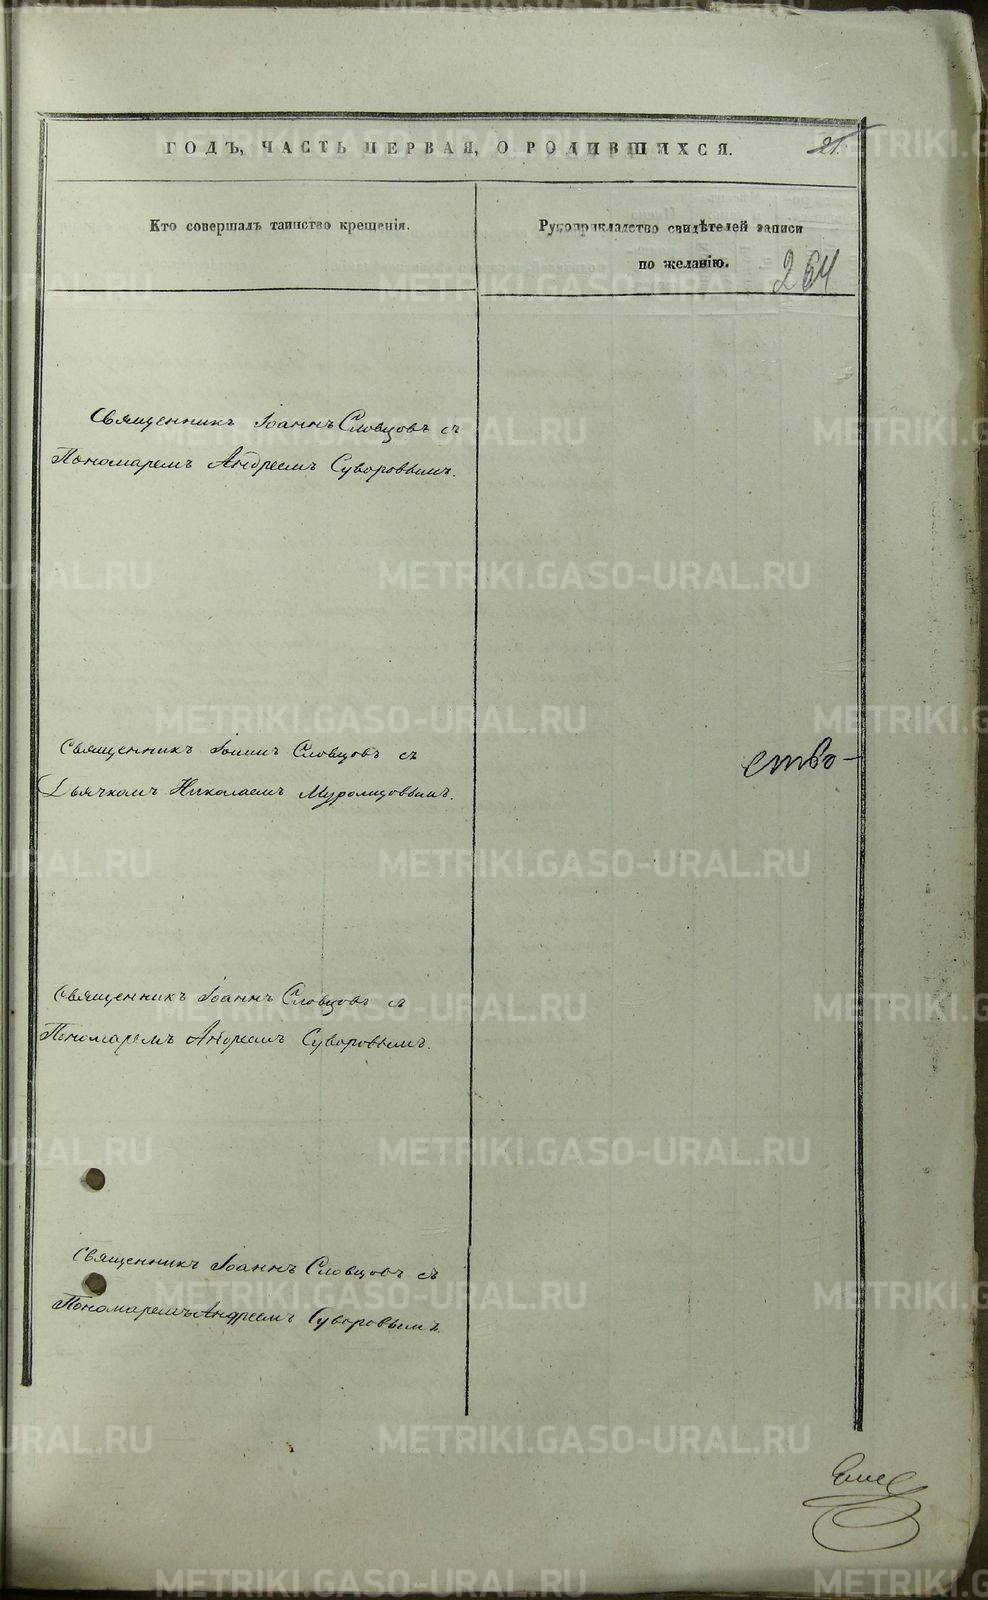 ГОДЪ, ЧАСТЬ ПЕРВАЯ, О РОДИВШИХСЯ.
21.
Кто совершалъ таинство крещенія.
Рукоприкладство свидѣтелей записи
по желанію.
264
Священникъ Іоаннъ Словцовъ съ
Пономаремъ Андреемъ Суворовымъ.
Священникъ Іоаннъ Словцовъ съ
Дьячкомъ Николаемъ Муромцовымъ.
ство-
Священникъ Іоаннъ Словцовъ съ
Пономаремъ Андреемъ Суворовымъ.
Священникъ Іоаннъ Словцовъ съ
Пономаремъ Андреемъ Суворовымъ.
METRIKI.GASO-URAL.RU